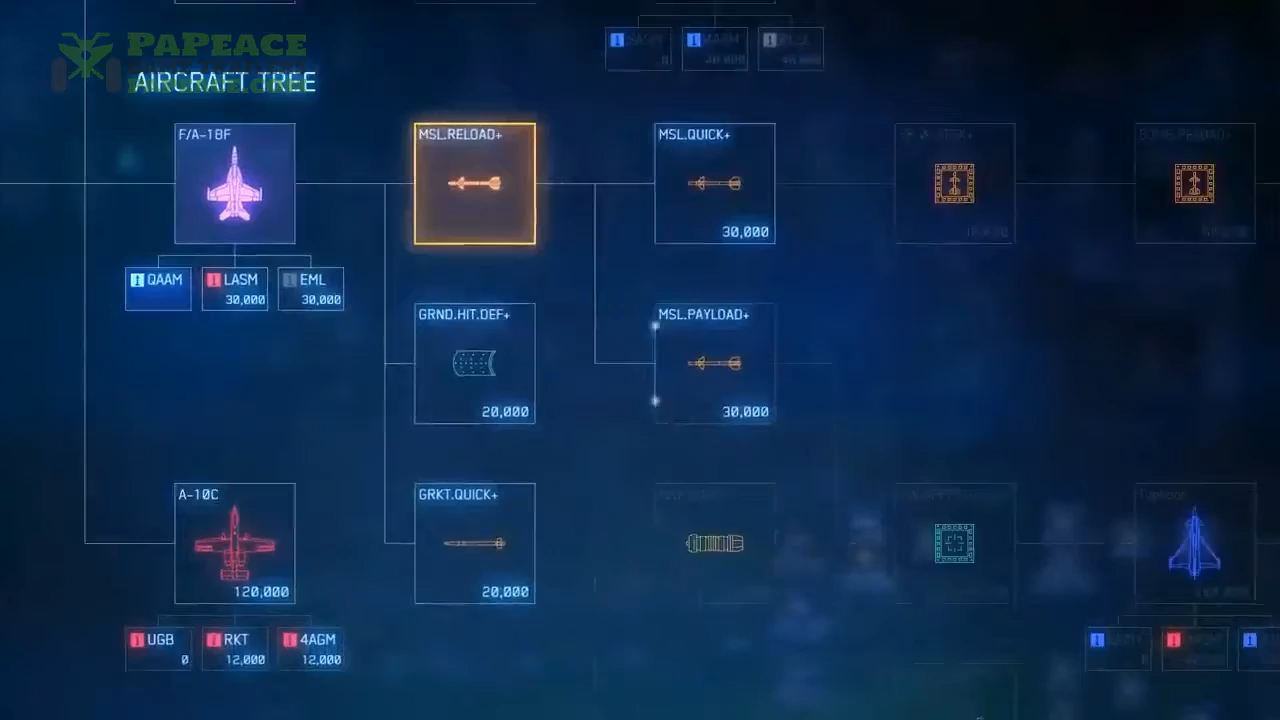 PAPEACE
AIRCRAFT TREE
F/A-18F
MSL.RELOAD+
MSL.QUICK+
30,000
QAAM
LASM
30,000
EML
30,000
GRND.HIT.DEF+
20,000
MSL.PAYLOAD+
30,000
A-10C
120,000
GRKT.QUICK+
20,000
UGB
0
RKT
12,000
4AGM
12,000